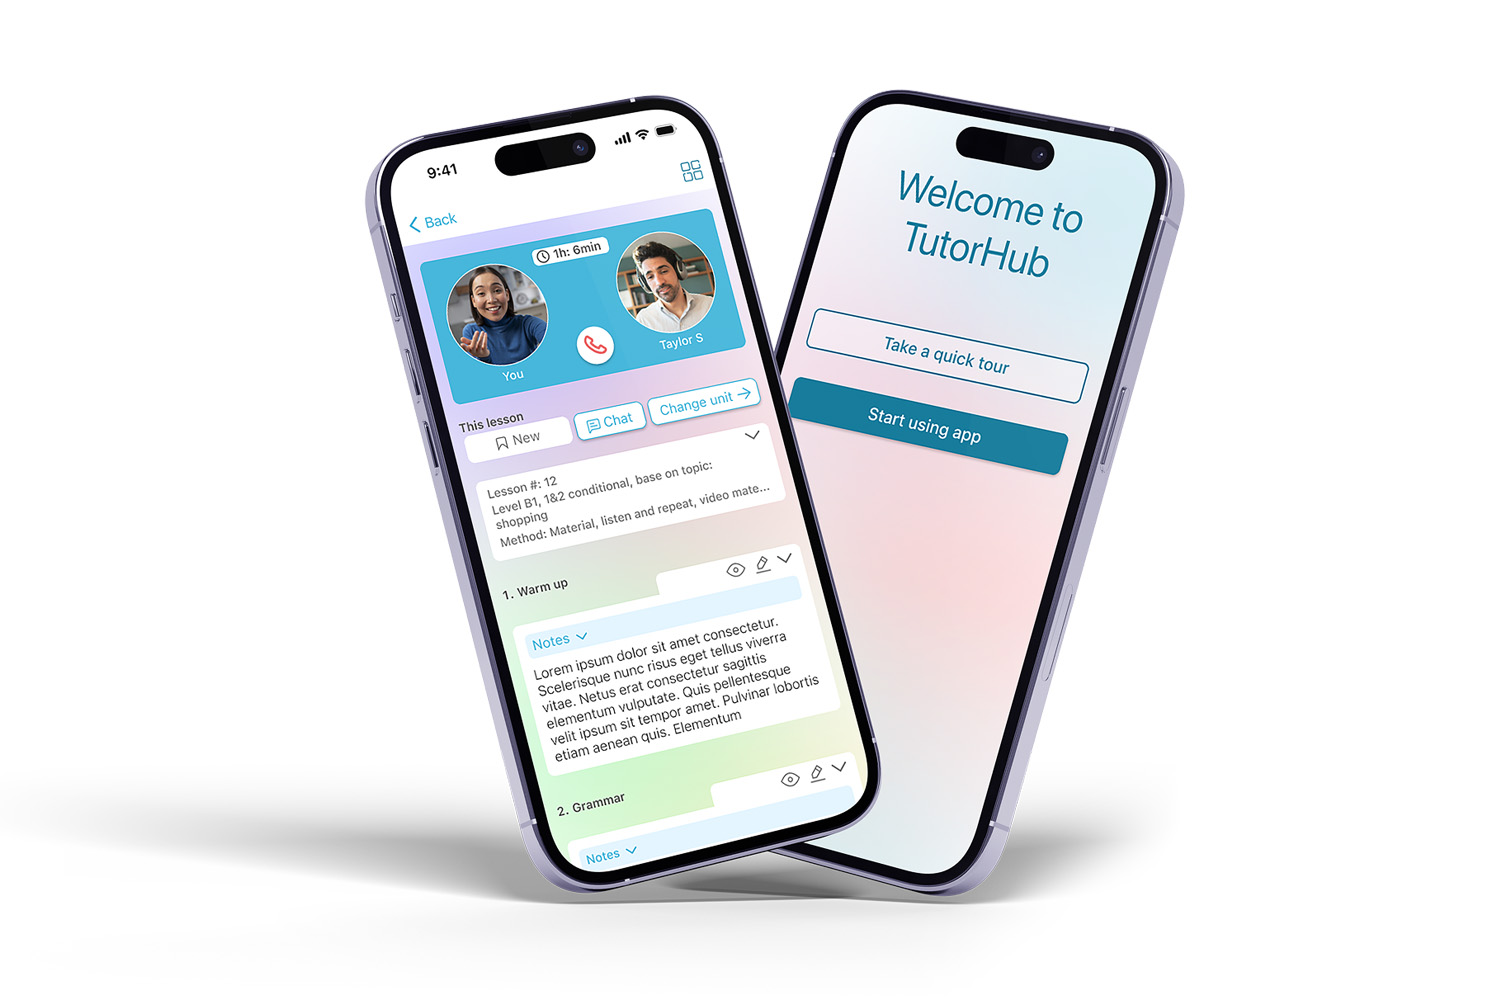 9:41
Back
1h: 6min
You
Taylor S
This lesson
New
Chat
Change unit
Lesson #: 12
Level B1, 1&2 conditional, base on topic:
shopping
Method: Material, listen and repeat, video mate...
1. Warm up
Notes
Lorem ipsum dolor sit amet consectetur.
Scelerisque nunc risus eget tellus viverra
vitae. Netus erat consectetur sagittis
elementum vulputate. Quis pellentesque
velit ipsum sit tempor amet. Pulvinar lobortis
etiam aenean quis. Elementum
2. Grammar
Notes
Welcome to
TutorHub
Take a quick tour
Start using app